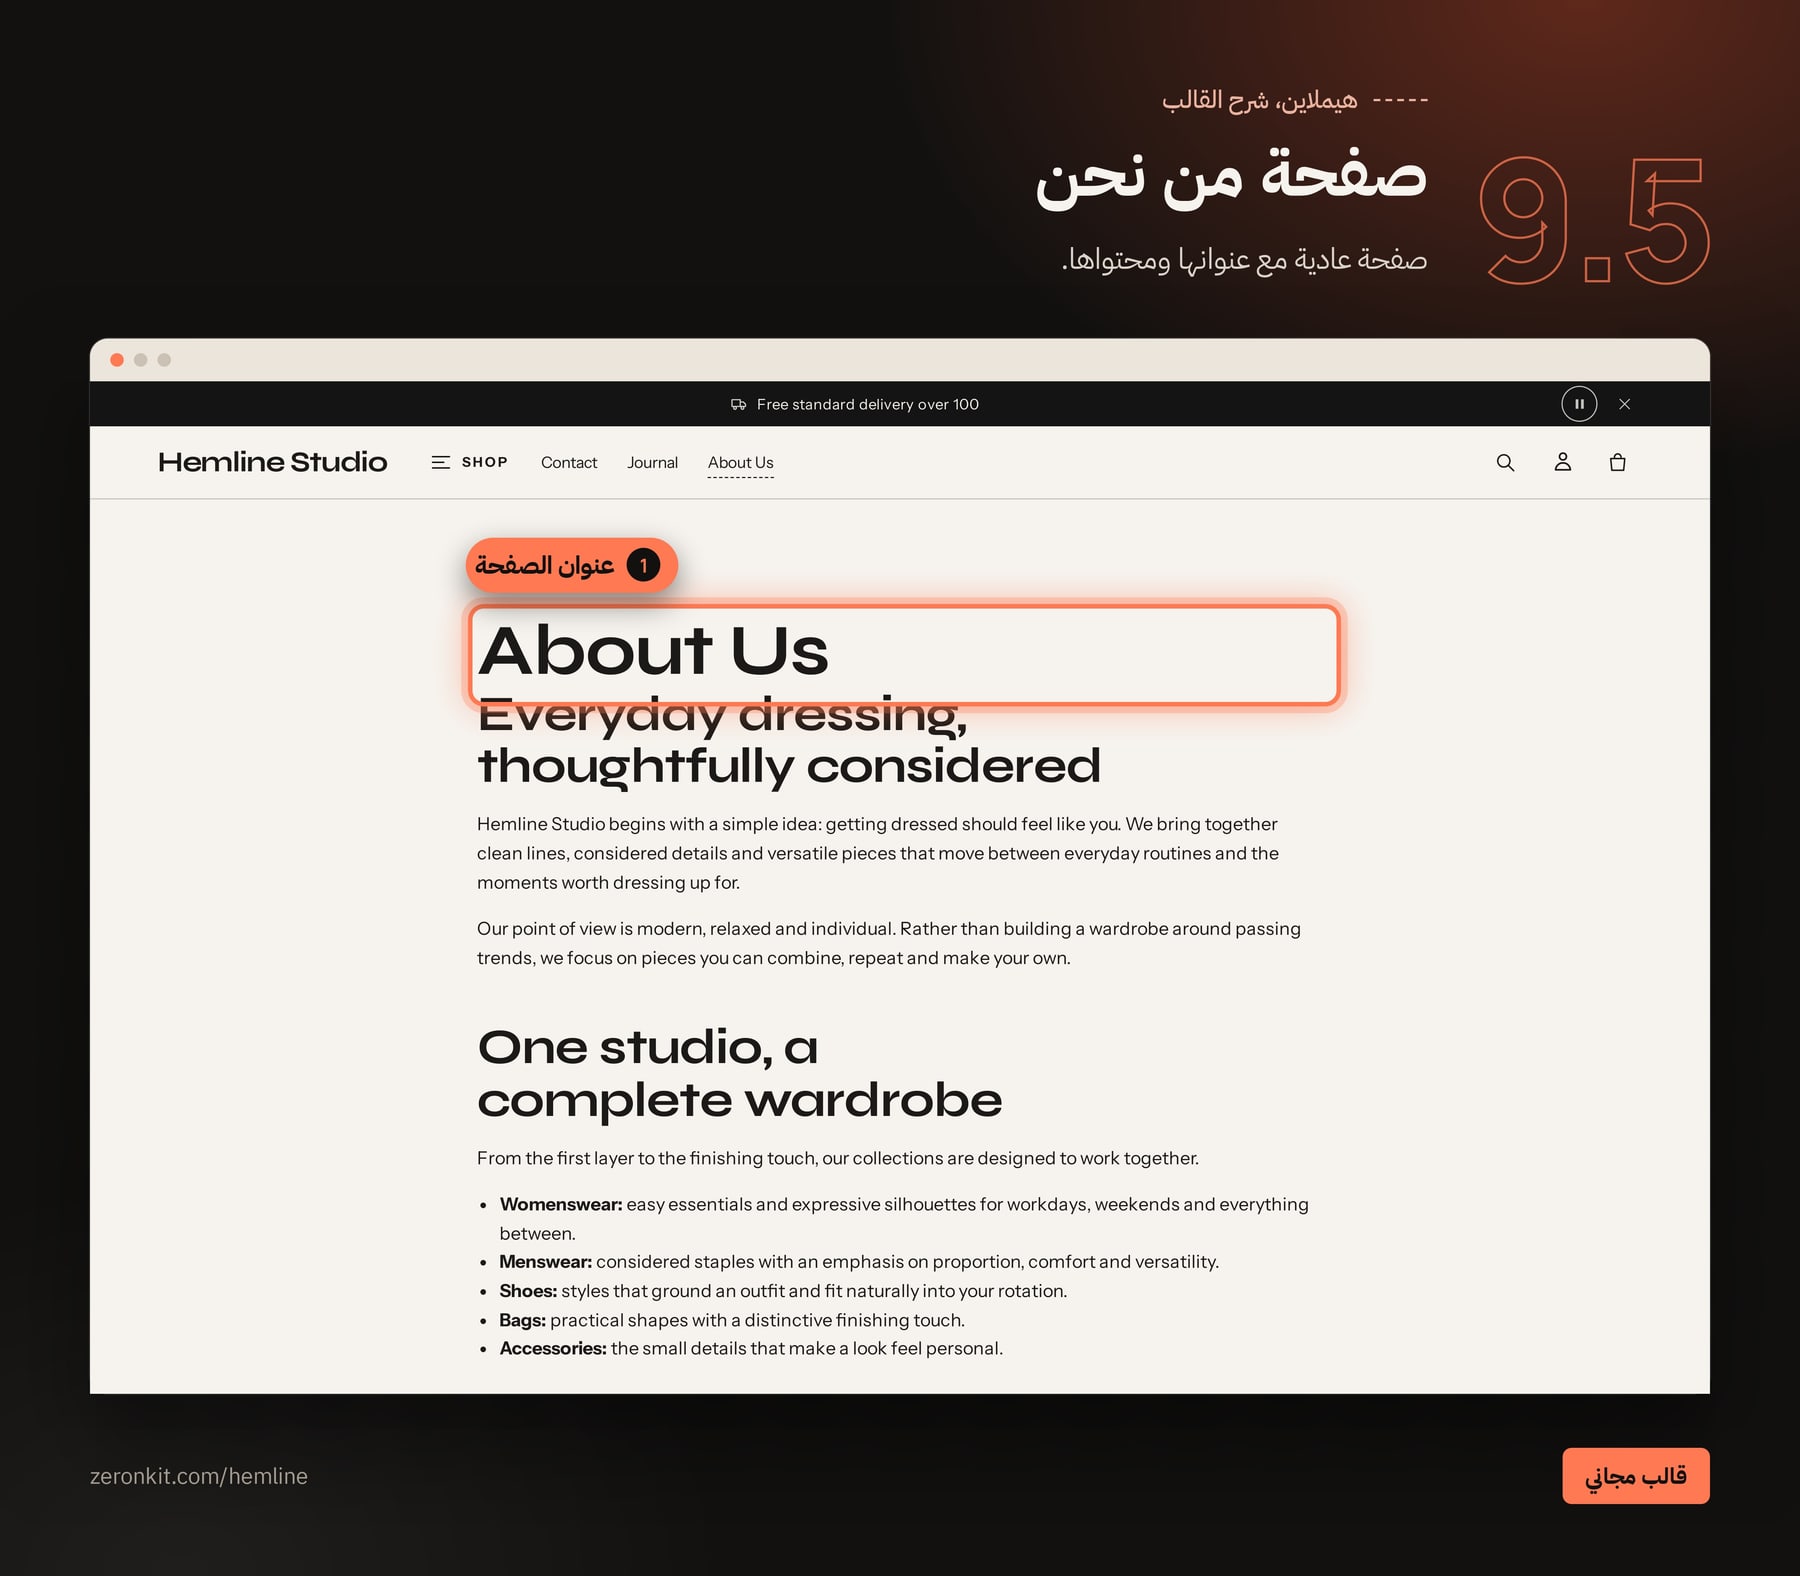 هيملاين، شرح القالب
9.5
صفحة من نحن
صفحة عادية مع عنوانها ومحتواها.
Free standard delivery over 100
Hemline Studio
SHOP
Contact
Journal
About Us
1 عنوان الصفحة
About Us
Everyday dressing,
thoughtfully considered
Hemline Studio begins with a simple idea: getting dressed should feel like you. We bring together
clean lines, considered details and versatile pieces that move between everyday routines and the
moments worth dressing up for.
Our point of view is modern, relaxed and individual. Rather than building a wardrobe around passing
trends, we focus on pieces you can combine, repeat and make your own.
One studio, a
complete wardrobe
From the first layer to the finishing touch, our collections are designed to work together.
• Womenswear: easy essentials and expressive silhouettes for workdays, weekends and everything
between.
• Menswear: considered staples with an emphasis on proportion, comfort and versatility.
• Shoes: styles that ground an outfit and fit naturally into your rotation.
• Bags: practical shapes with a distinctive finishing touch.
• Accessories: the small details that make a look feel personal.
zeronkit.com/hemline
قالب مجاني